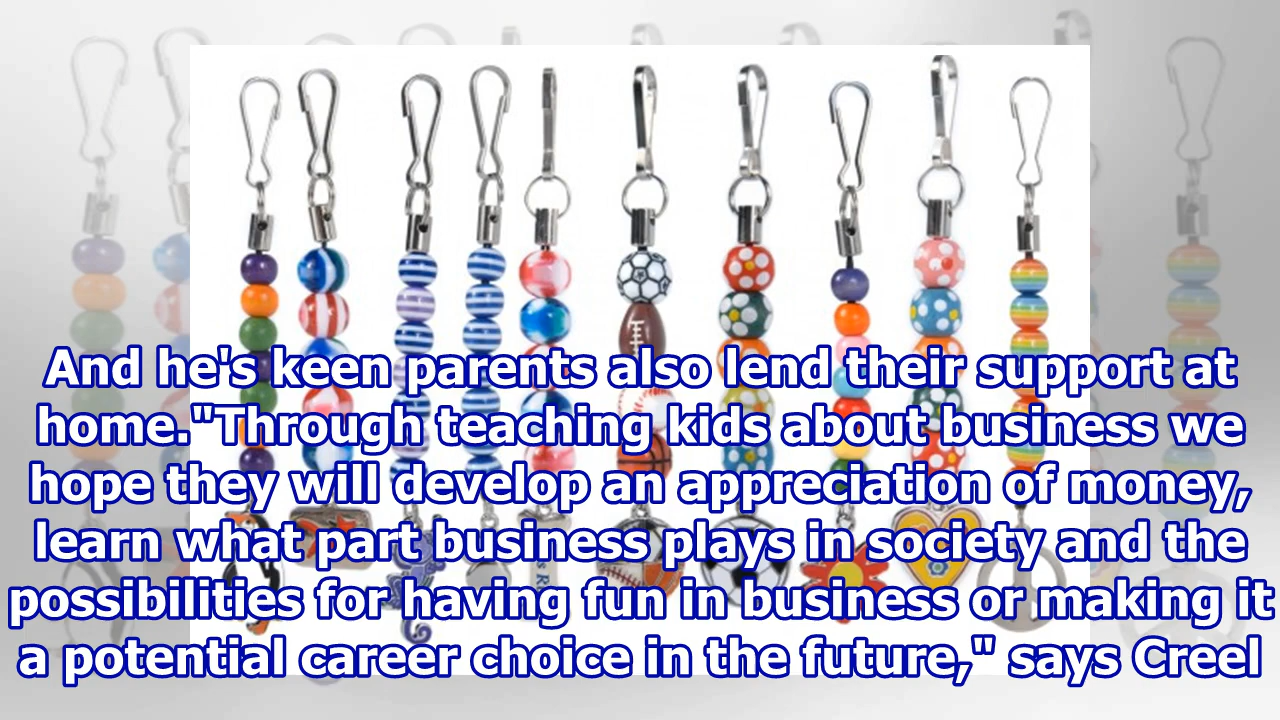 And he's keen parents also lend their support at
home."Through teaching kids about business we
hope they will develop an appreciation of money,
learn what part business plays in society and the
possibilities for having fun in business or making it
a potential career choice in the future," says Creel